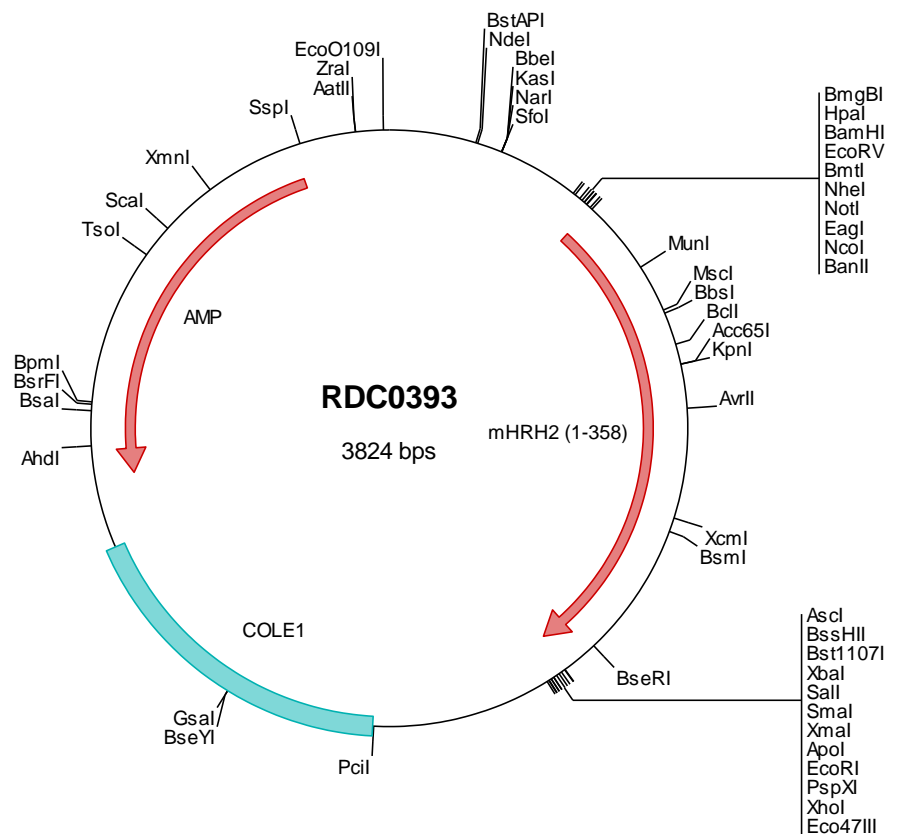 BstAPI
NdeI
EcoO109I
BbeI
ZraI
KasI
AatII
NarI
SfoI
SspI
BmgBI
HpaI
BamHI
EcoRV
BmtI
NheI
NotI
EagI
NcoI
BanII
XmnI
ScaI
TsoI
MunI
MscI
BbsI
BclI
Acc65I
KpnI
AMP
BpmI
BsrFI
BsaI
AhdI
RDC0393
3824 bps
mHRH2 (1-358)
AvrII
XcmI
BsmI
COLE1
BseRI
GsaI
BseYI
PciI
AscI
BssHII
Bst1107I
XbaI
SalI
SmaI
XmaI
ApoI
EcoRI
PspXI
XhoI
Eco47III